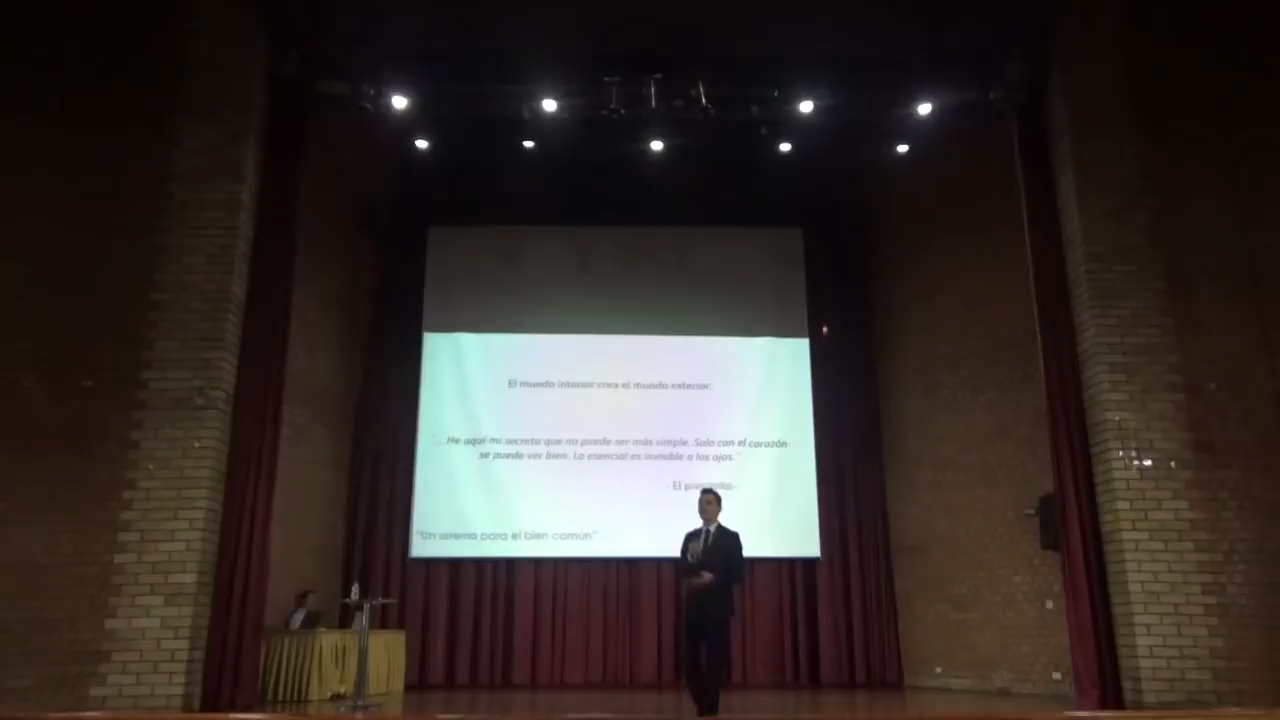 El mundo interior crea el mundo exterior.
"...He aquí mi secreto que no puede ser más simple. Solo con el corazón
se puede ver bien. Lo esencial es invisible a los ojos."
- El
"Un sistema para el bien común"